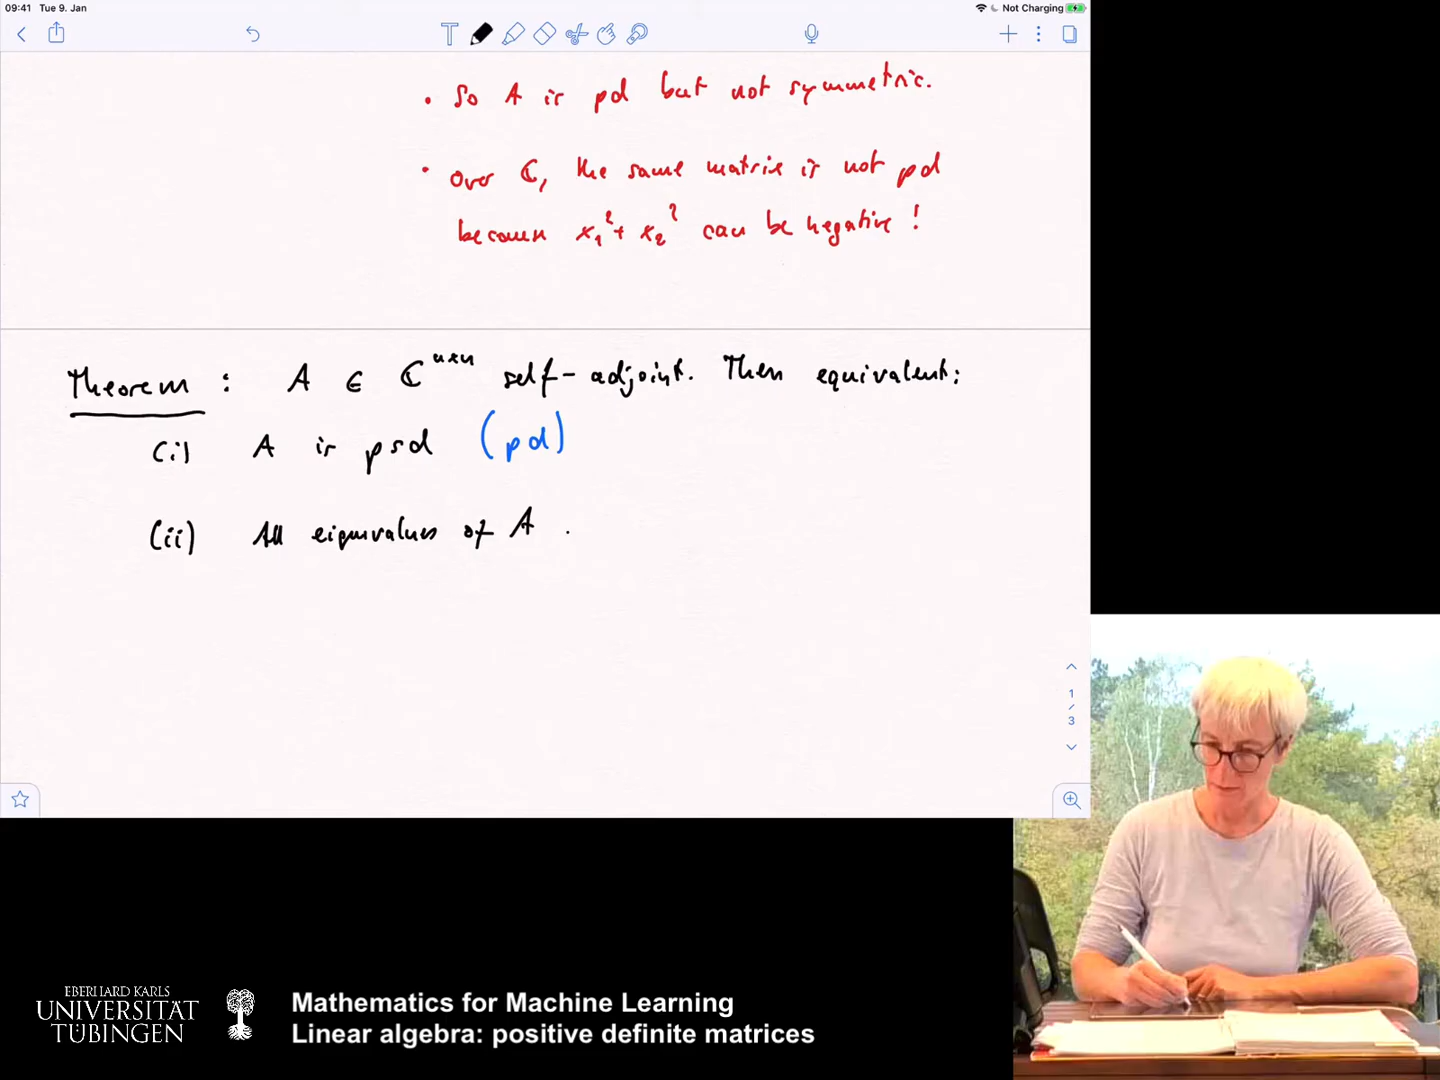 09:41 Tue 9. Jan
Not Charging
• So A is pd but not symmetric.
• Over ℂ, the same matrix is not pd
because x₁² + x₂² can be negative !
Theorem : A ∈ ℂⁿˣⁿ self-adjoint. Then equivalent:
(i) A is psd (pd)
(ii) All eigenvalues of A
1
/
3
EBERHARD KARLS
UNIVERSITÄT
TÜBINGEN
Mathematics for Machine Learning
Linear algebra: positive definite matrices